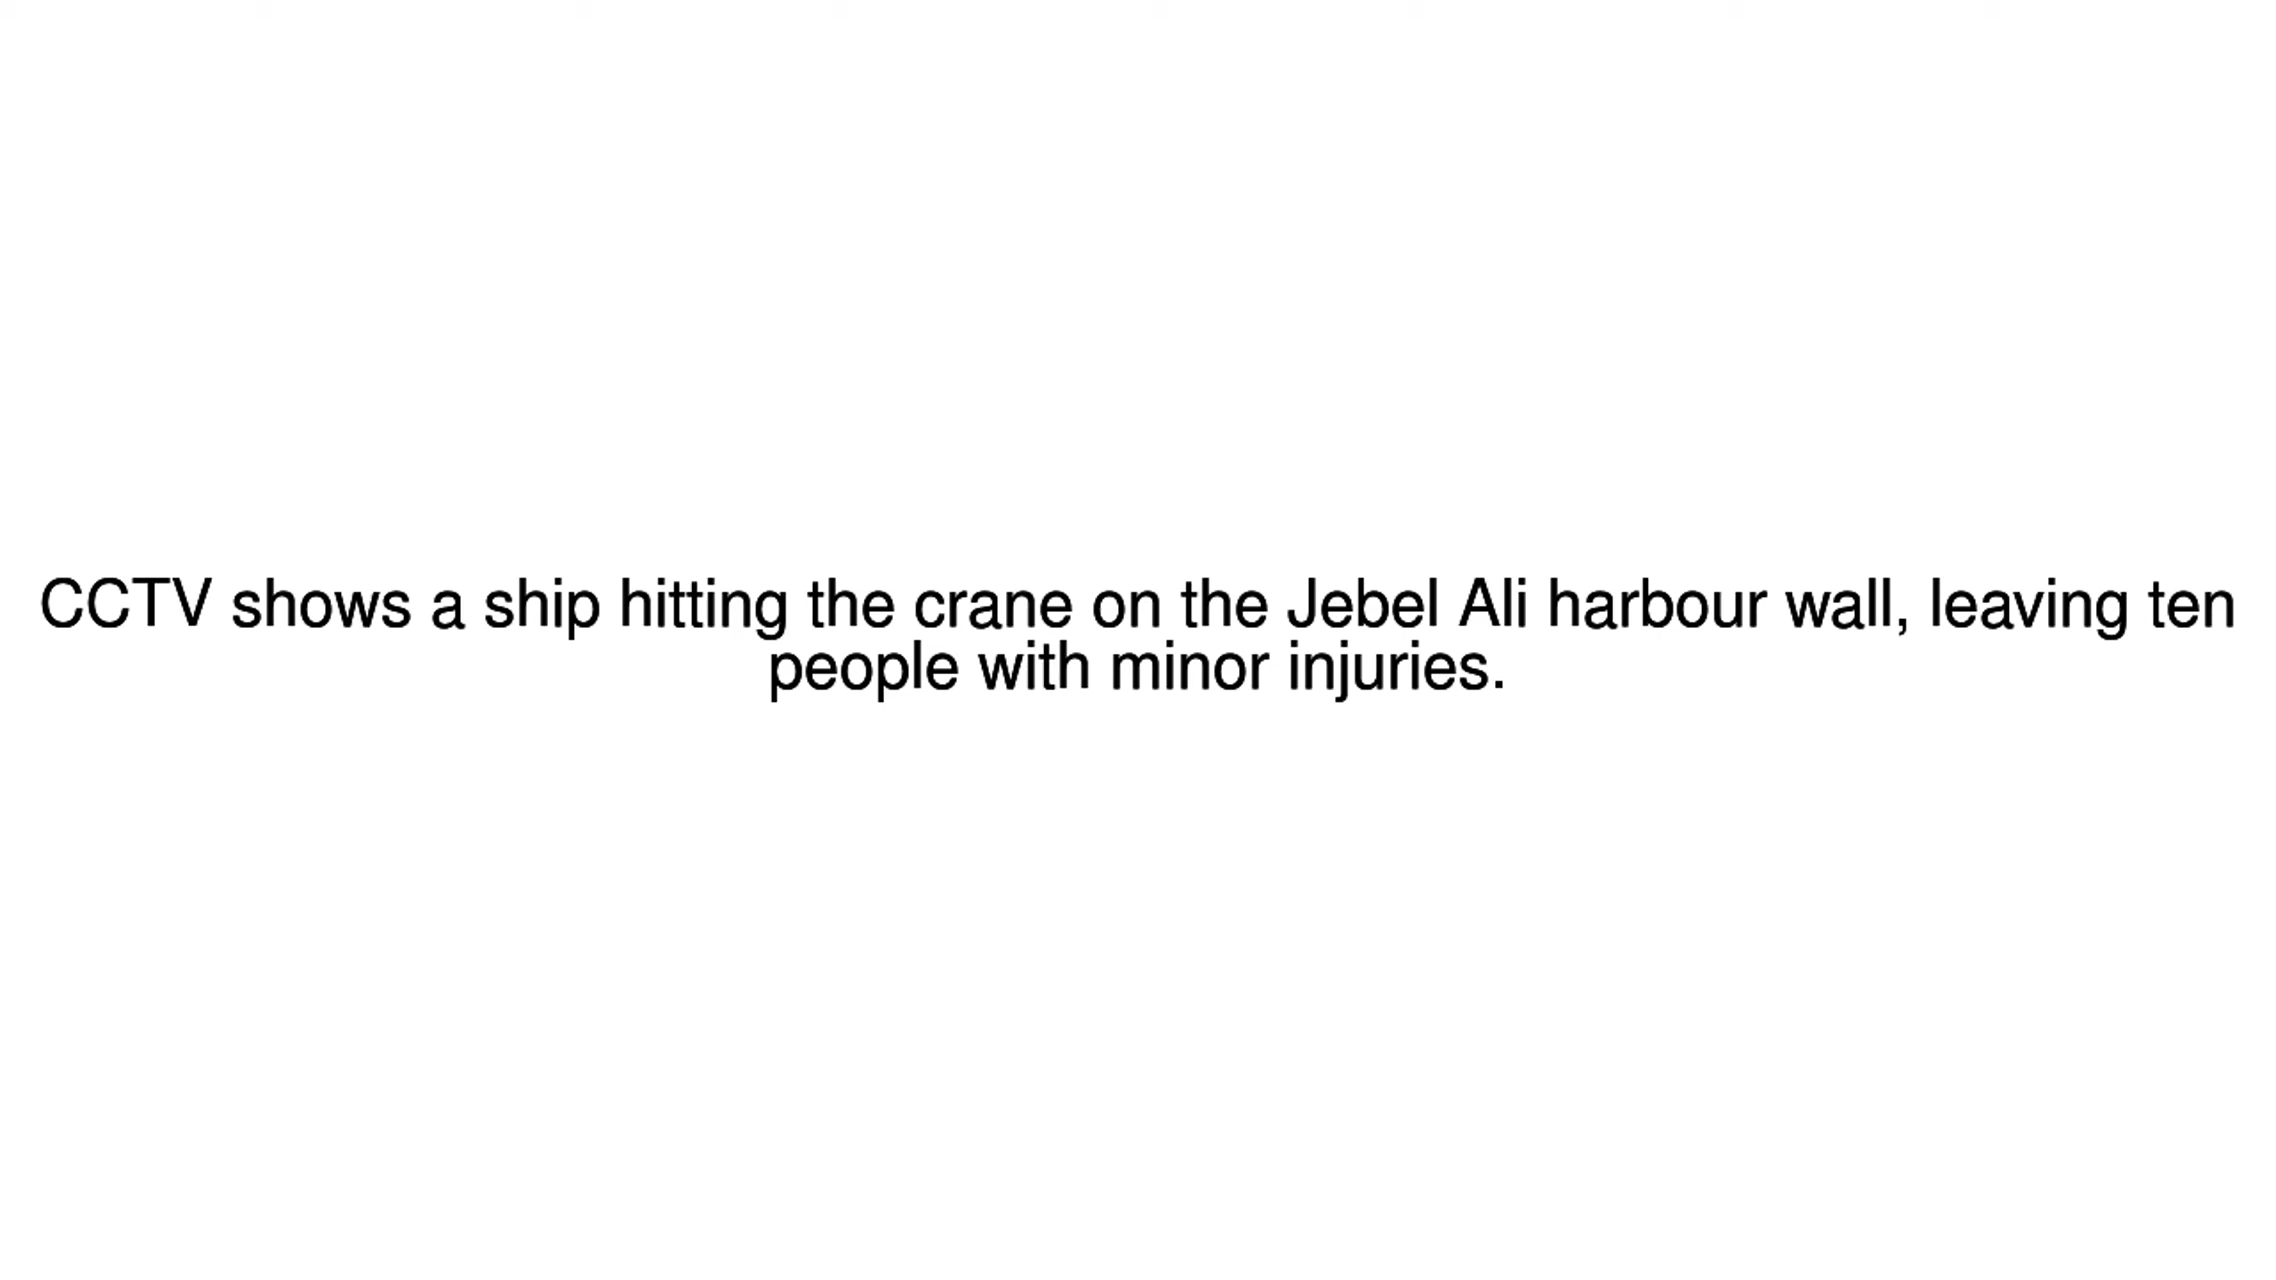 CCTV shows a ship hitting the crane on the Jebel Ali harbour wall, leaving ten
people with minor injuries.